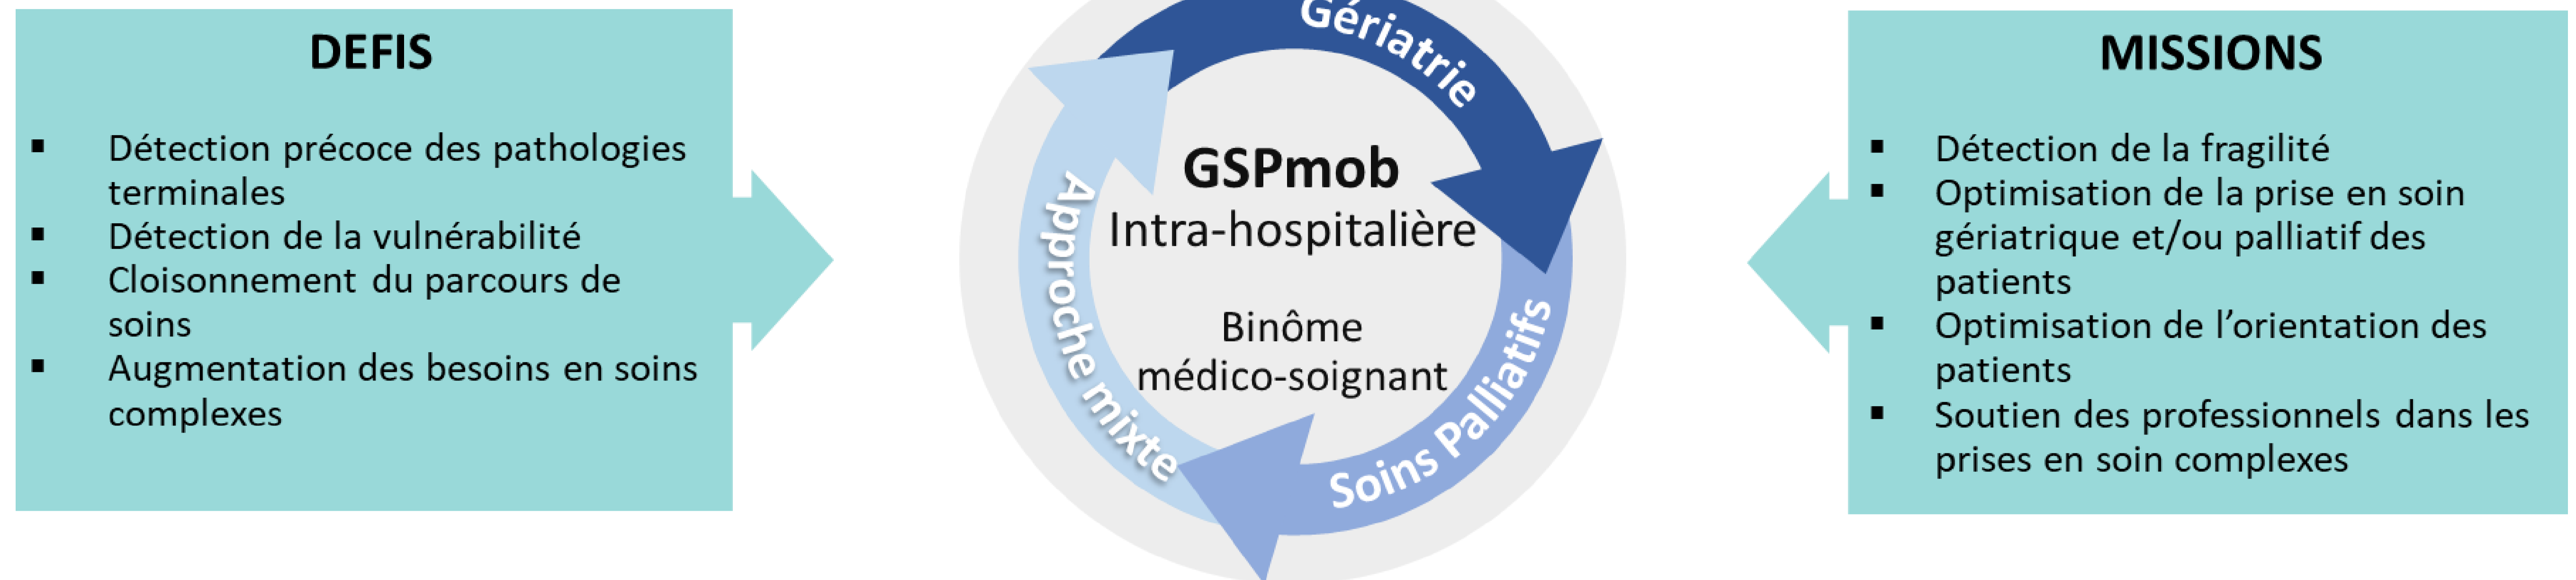 DEFIS
▪ Détection précoce des pathologies
terminales
▪ Détection de la vulnérabilité
▪ Cloisonnement du parcours de
soins
▪ Augmentation des besoins en soins
complexes
Gériatrie
Soins Palliatifs
Approche mixte
GSPmob
Intra-hospitalière
Binôme
médico-soignant
MISSIONS
▪ Détection de la fragilité
▪ Optimisation de la prise en soin
gériatrique et/ou palliatif des
patients
▪ Optimisation de l’orientation des
patients
▪ Soutien des professionnels dans les
prises en soin complexes